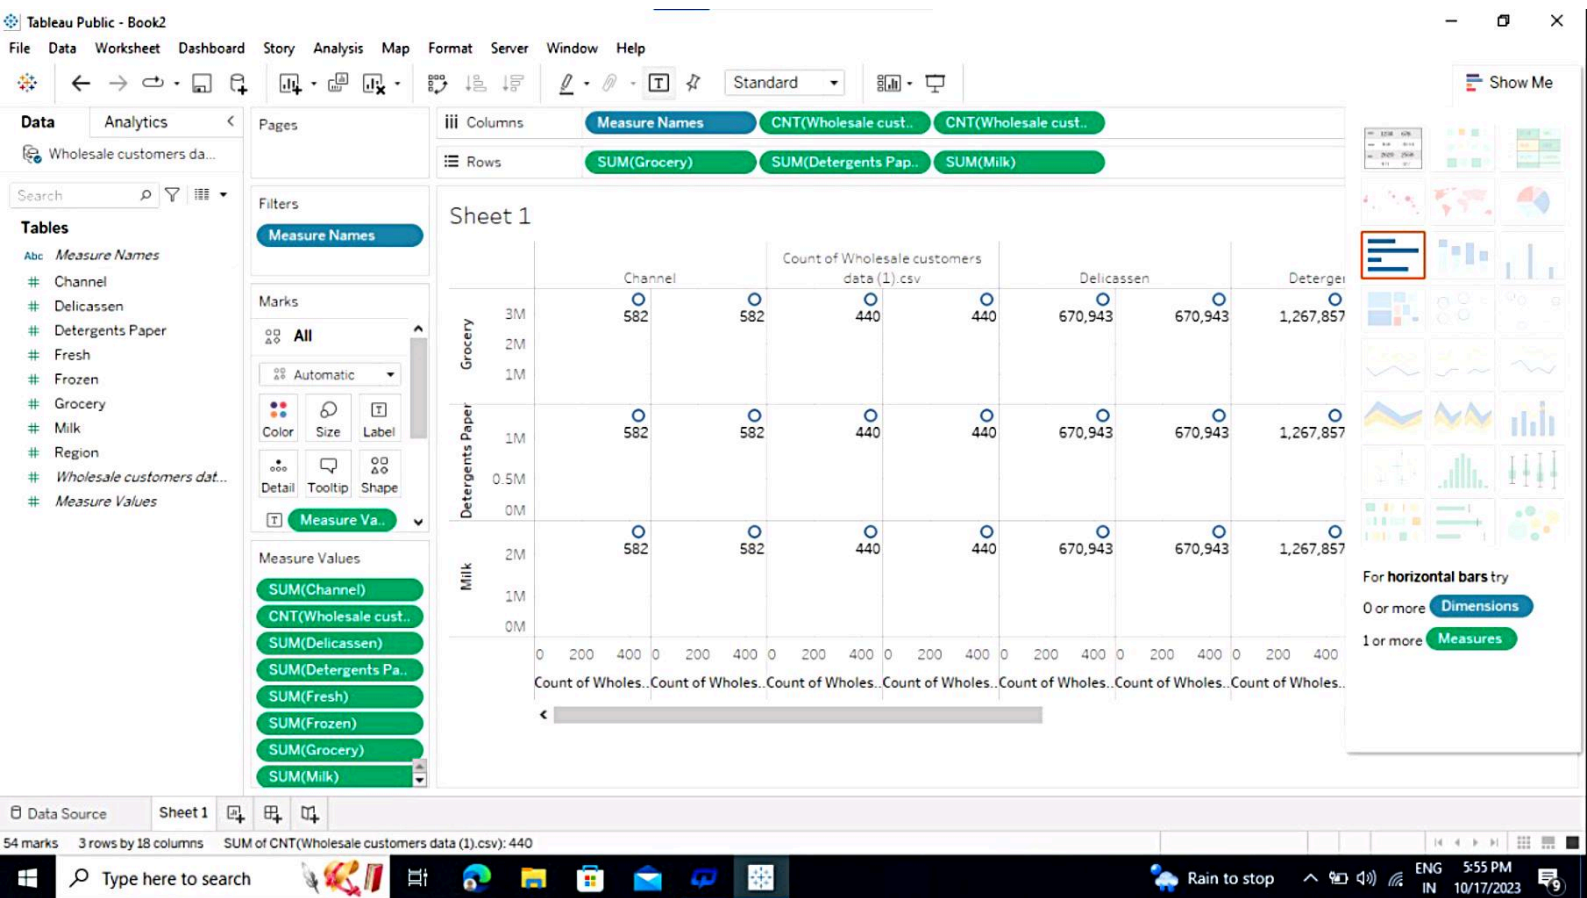 Tableau Public - Book2
File Data Worksheet Dashboard Story Analysis Map Format Server Window Help
Standard
Show Me
Data Analytics
Wholesale customers da...
Search
Tables
Abc Measure Names
# Channel
# Delicassen
# Detergents Paper
# Fresh
# Frozen
# Grocery
# Milk
# Region
# Wholesale customers dat...
# Measure Values
Pages
Filters
Measure Names
Marks
All
Automatic
Color Size Label
Detail Tooltip Shape
Measure Va..
Measure Values
SUM(Channel)
CNT(Wholesale cust..
SUM(Delicassen)
SUM(Detergents Pa..
SUM(Fresh)
SUM(Frozen)
SUM(Grocery)
SUM(Milk)
Columns Measure Names CNT(Wholesale cust.. CNT(Wholesale cust..
Rows SUM(Grocery) SUM(Detergents Pap.. SUM(Milk)
Sheet 1
Count of Wholesale customers
Channel data (1).csv Delicassen Deterge
Grocery
3M
2M
1M
582 582 440 440 670,943 670,943 1,267,857
Detergents Paper
1M
0.5M
0M
582 582 440 440 670,943 670,943 1,267,857
Milk
2M
1M
0M
582 582 440 440 670,943 670,943 1,267,857
0 200 400 0 200 400 0 200 400 0 200 400 0 200 400 0 200 400 0 200 400
Count of Wholes.. Count of Wholes.. Count of Wholes.. Count of Wholes.. Count of Wholes.. Count of Wholes.. Count of Wholes..
For horizontal bars try
0 or more Dimensions
1 or more Measures
Data Source Sheet 1
54 marks 3 rows by 18 columns SUM of CNT(Wholesale customers data (1).csv): 440
Type here to search
Rain to stop
ENG
IN
5:55 PM
10/17/2023
9